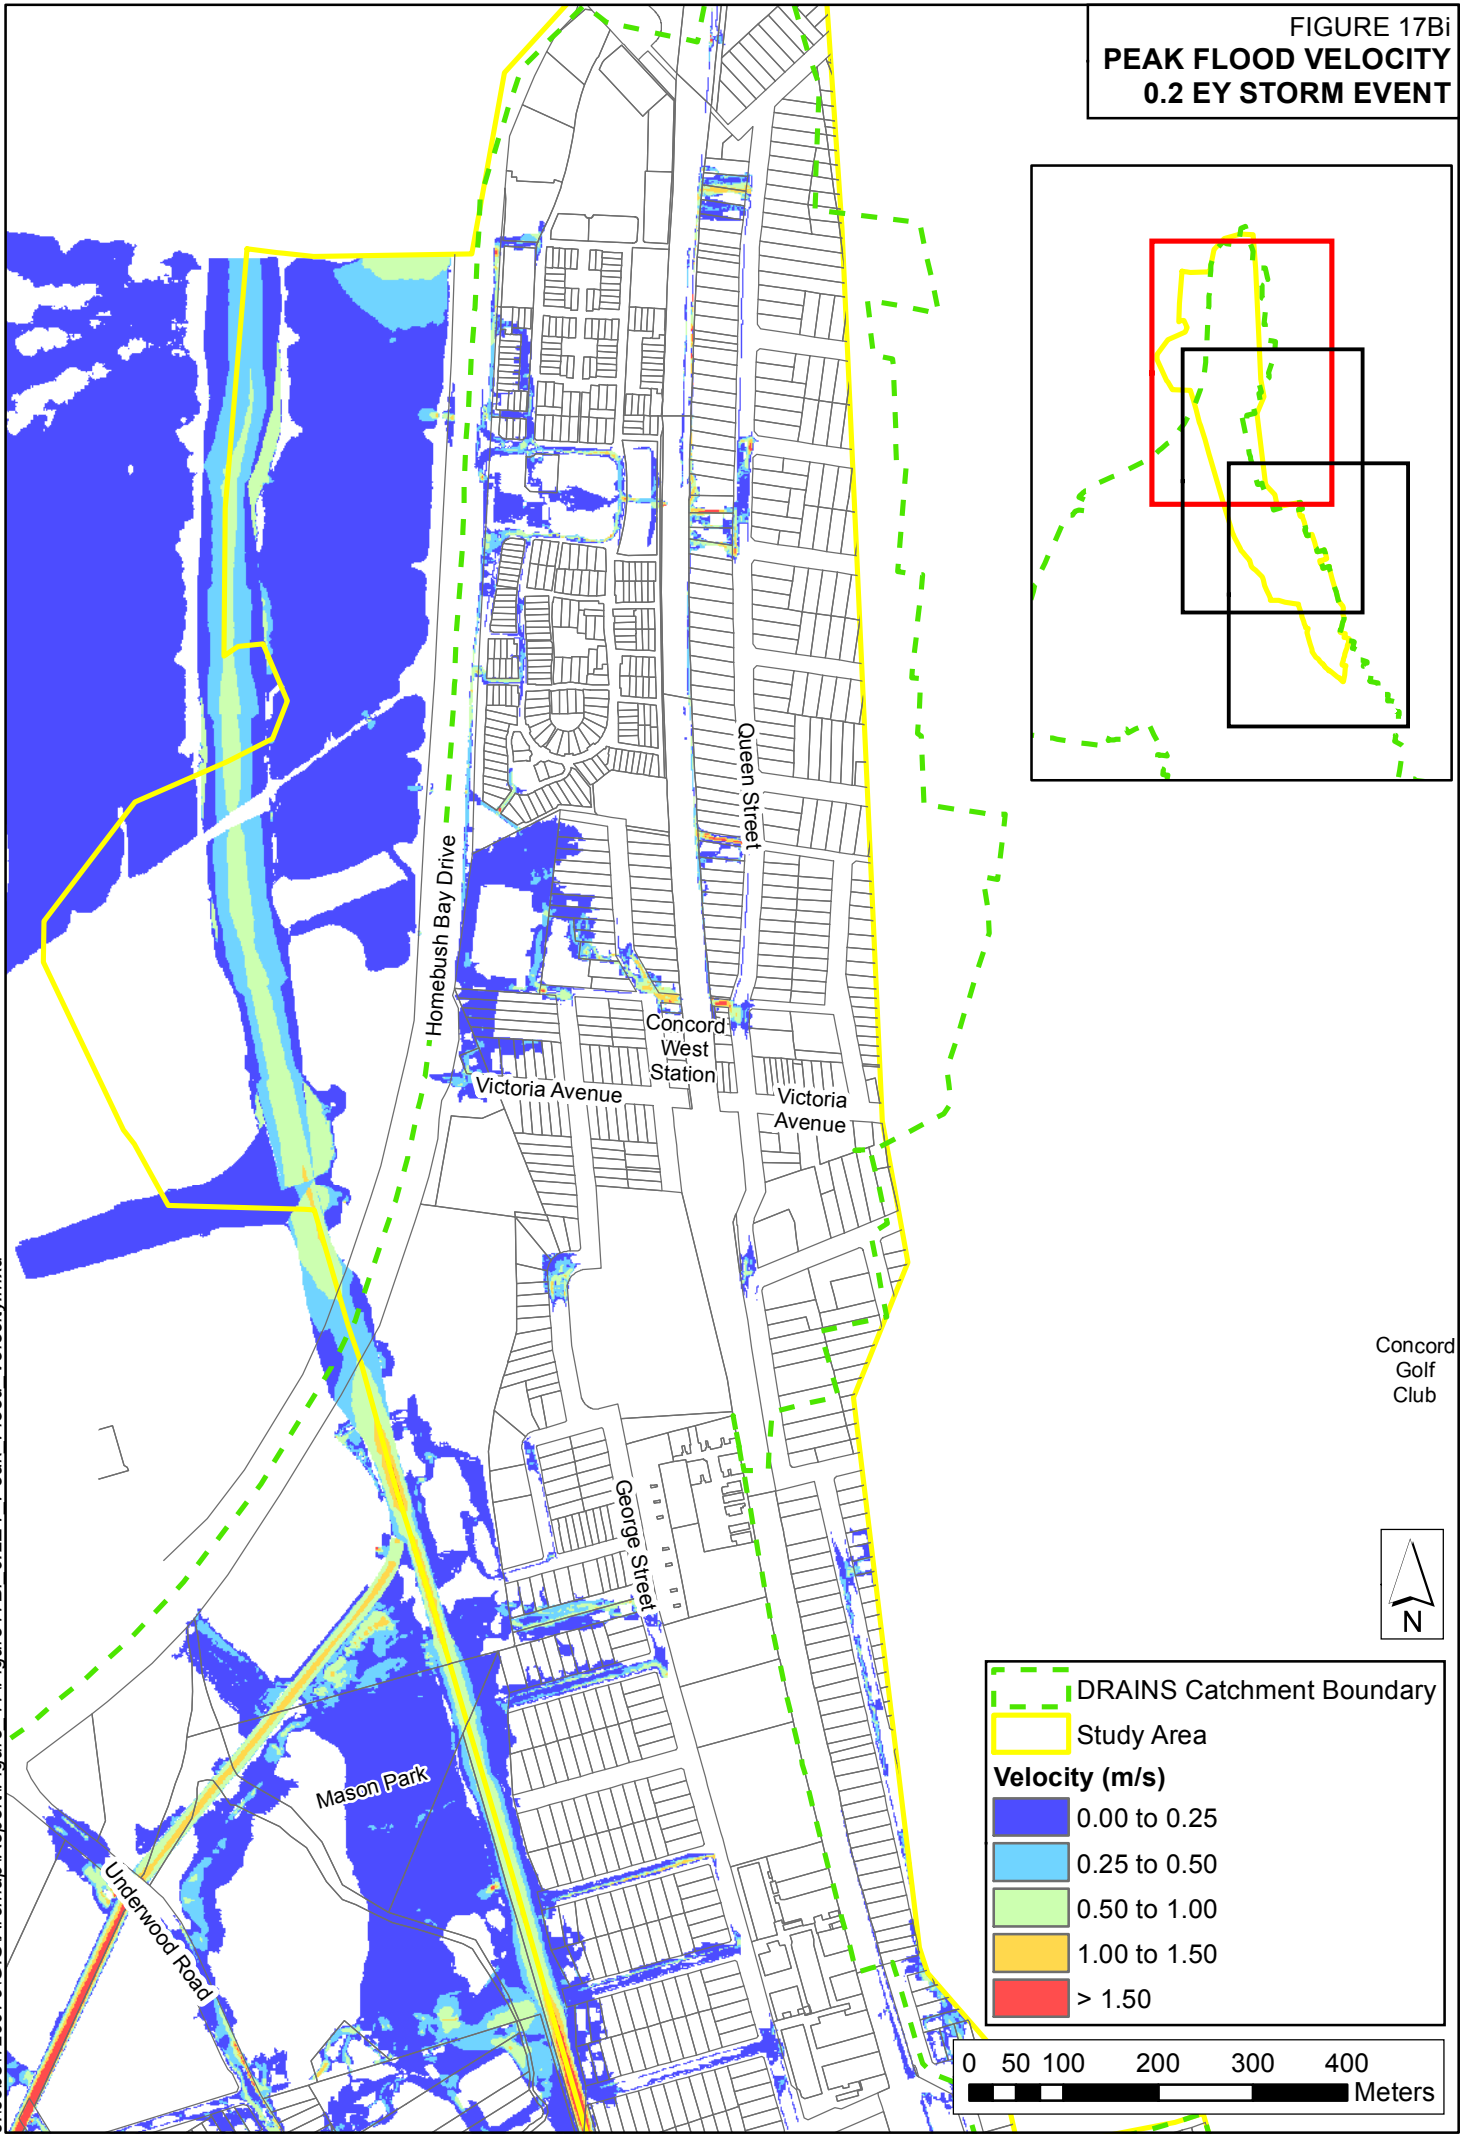 FIGURE 17Bi
PEAK FLOOD VELOCITY
0.2 EY STORM EVENT
Queen Street
Homebush Bay Drive
Concord
West
Station
Victoria Avenue
Victoria
Avenue
Concord
Golf
Club
George Street
Mason Park
Underwood Road
N
DRAINS Catchment Boundary
Study Area
Velocity (m/s)
0.00 to 0.25
0.25 to 0.50
0.50 to 1.00
1.00 to 1.50
> 1.50
0 50 100 200 300 400
Meters